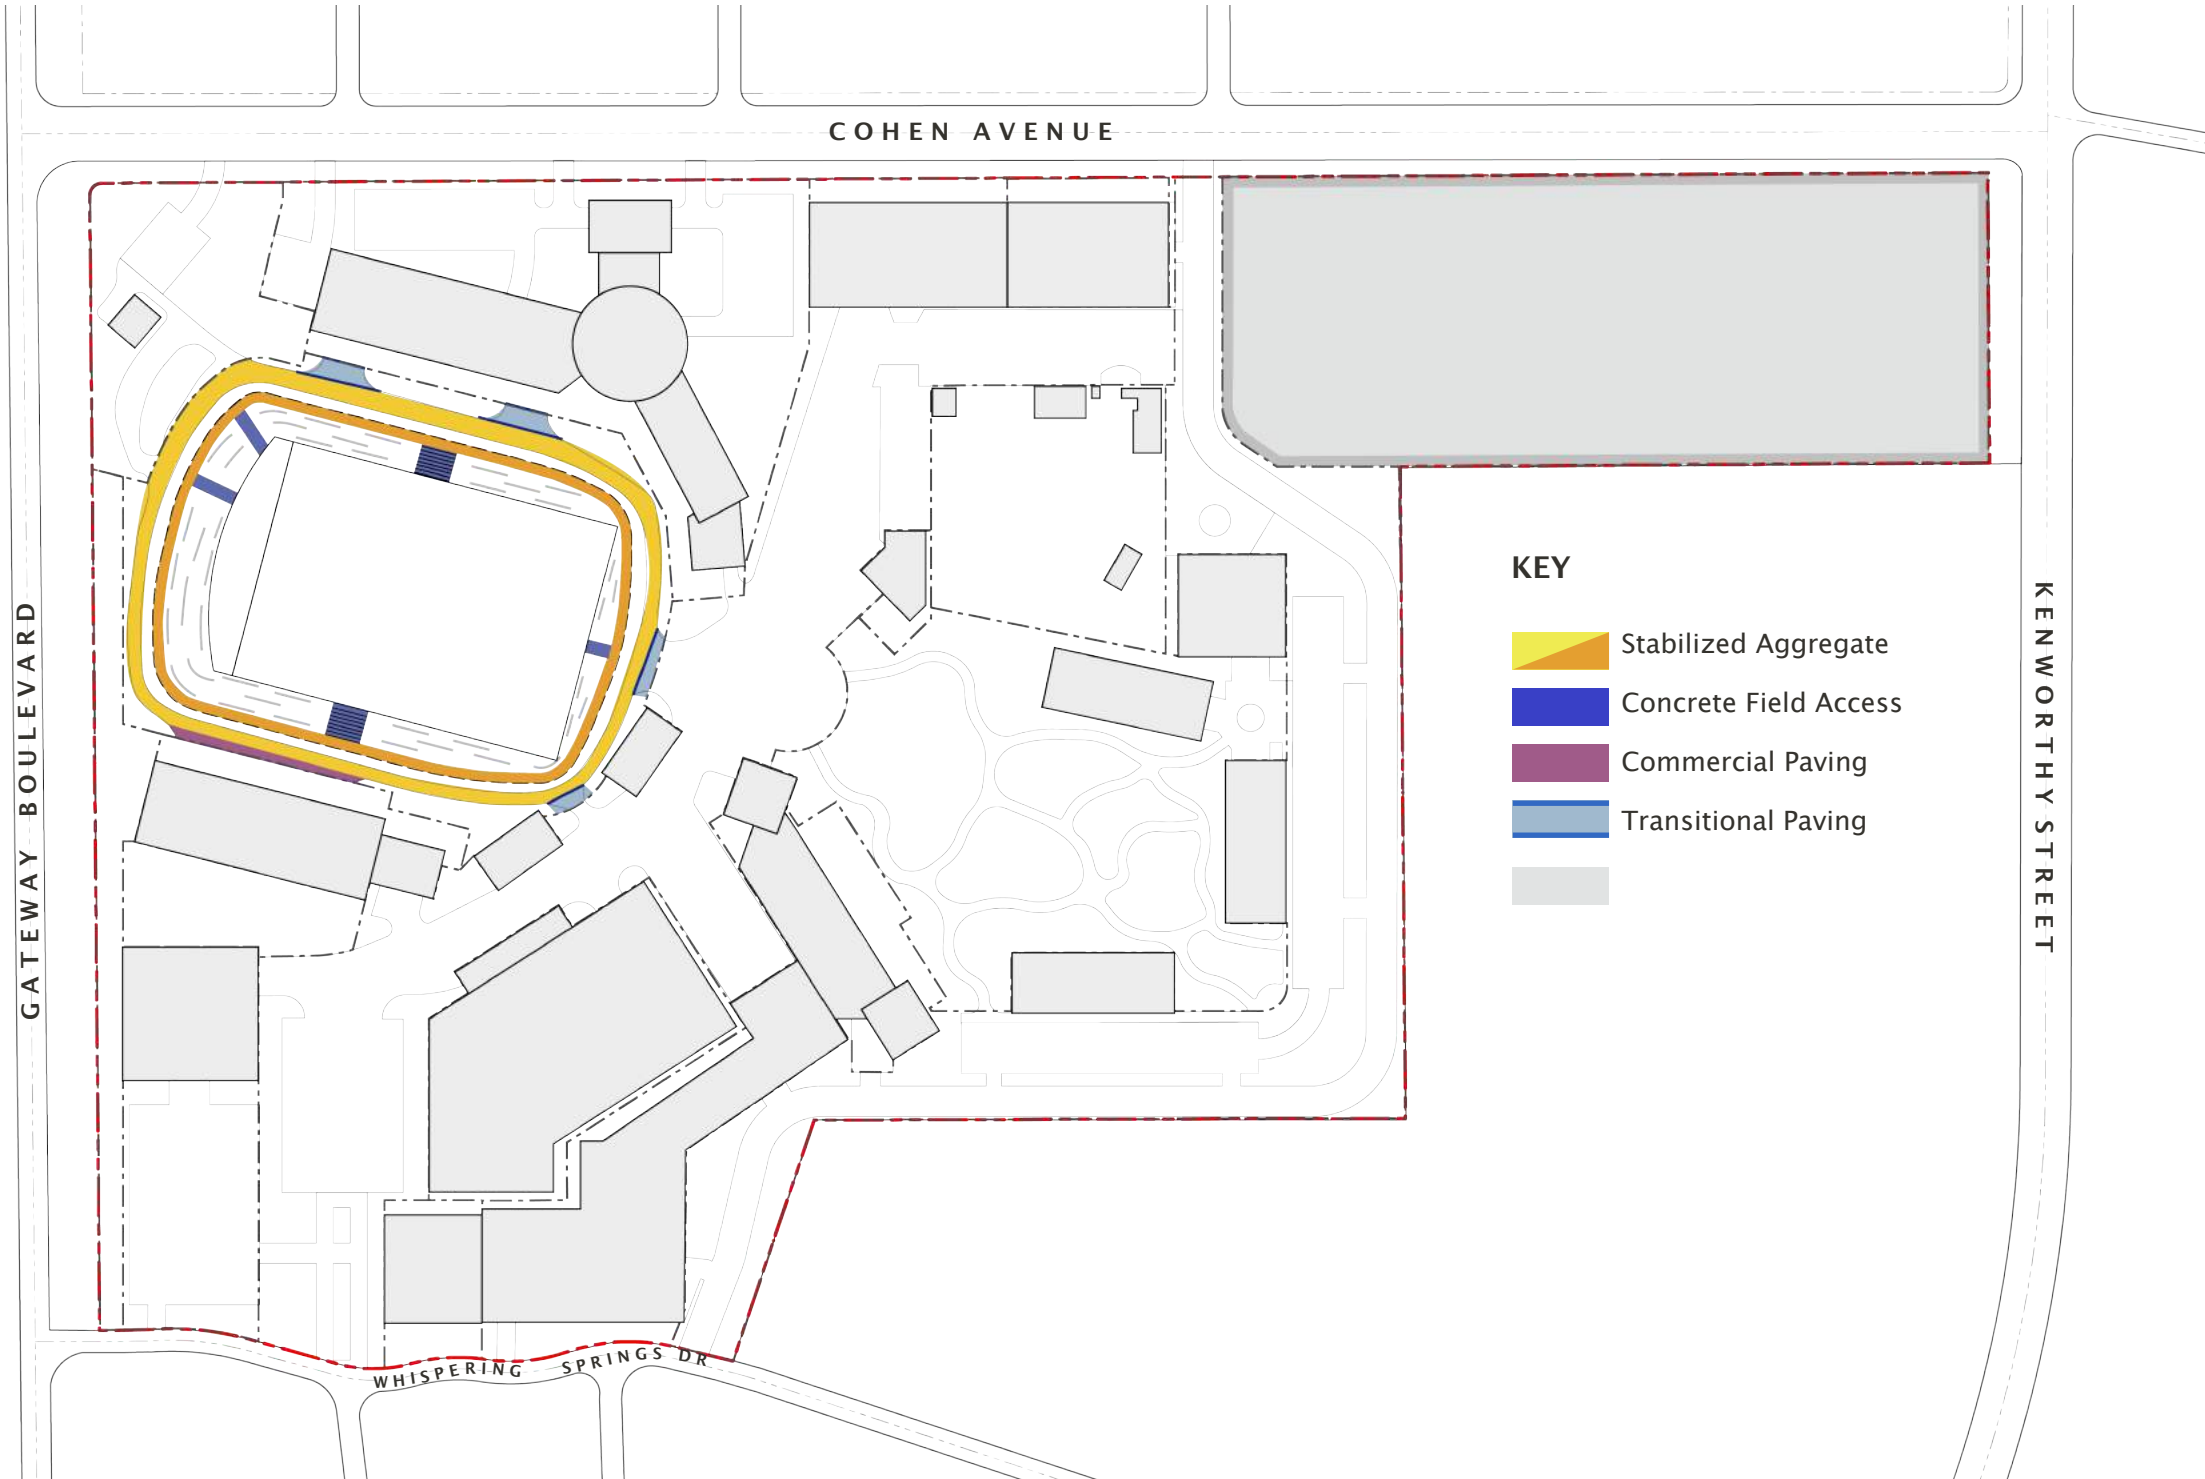 COHEN AVENUE
GATEWAY BOULEVARD
KENWORTHY STREET
KEY
Stabilized Aggregate
Concrete Field Access
Commercial Paving
Transitional Paving
WHISPERING SPRINGS DR